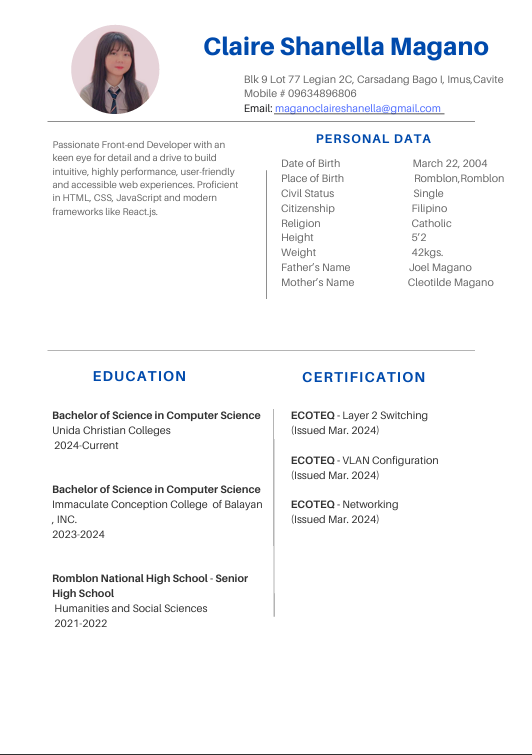 Claire Shanella Magano
Blk 9 Lot 77 Legian 2C, Carsadang Bago I, Imus,Cavite
Mobile # 09634896806
Email: maganoclaireshanella@gmail.com
Passionate Front-end Developer with an
keen eye for detail and a drive to build
intuitive, highly performance, user-friendly
and accessible web experiences. Proficient
in HTML, CSS, JavaScript and modern
frameworks like React.js.
PERSONAL DATA
Date of Birth March 22, 2004
Place of Birth Romblon,Romblon
Civil Status Single
Citizenship Filipino
Religion Catholic
Height 5’2
Weight 42kgs.
Father’s Name Joel Magano
Mother’s Name Cleotilde Magano
EDUCATION
Bachelor of Science in Computer Science
Unida Christian Colleges
2024-Current
Bachelor of Science in Computer Science
Immaculate Conception College of Balayan
, INC.
2023-2024
Romblon National High School - Senior
High School
Humanities and Social Sciences
2021-2022
CERTIFICATION
ECOTEQ - Layer 2 Switching
(Issued Mar. 2024)
ECOTEQ - VLAN Configuration
(Issued Mar. 2024)
ECOTEQ - Networking
(Issued Mar. 2024)